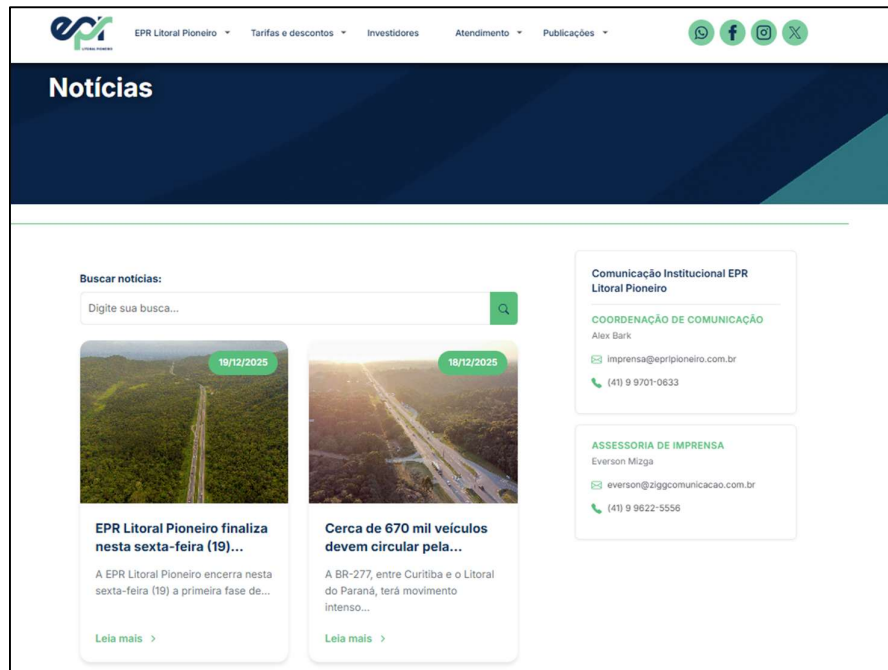 epr
LITORAL PIONEIRO
EPR Litoral Pioneiro
Tarifas e descontos
Investidores
Atendimento
Publicações
Notícias
Buscar notícias:
Digite sua busca...
19/12/2025
EPR Litoral Pioneiro finaliza
nesta sexta-feira (19)...
A EPR Litoral Pioneiro encerra nesta
sexta-feira (19) a primeira fase de...
Leia mais >
18/12/2025
Cerca de 670 mil veículos
devem circular pela...
A BR-277, entre Curitiba e o Litoral
do Paraná, terá movimento
intenso...
Leia mais >
Comunicação Institucional EPR
Litoral Pioneiro
COORDENAÇÃO DE COMUNICAÇÃO
Alex Bark
imprensa@eprlpioneiro.com.br
(41) 9 9701-0633
ASSESSORIA DE IMPRENSA
Everson Mizga
everson@ziggcomunicacao.com.br
(41) 9 9622-5556